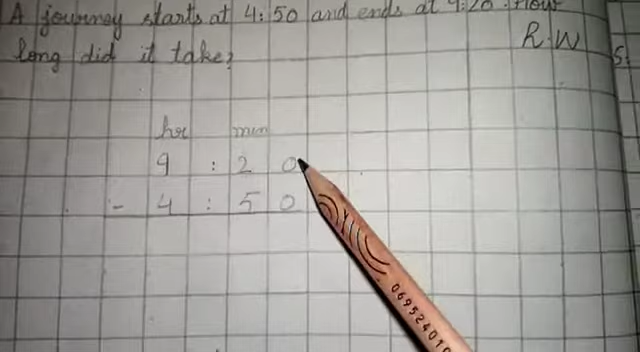 A journey starts at 4:50 and ends at 9:20. How
long did it take?
R.W
S:
hr min
9 : 2 0
- 4 : 5 0
069524010